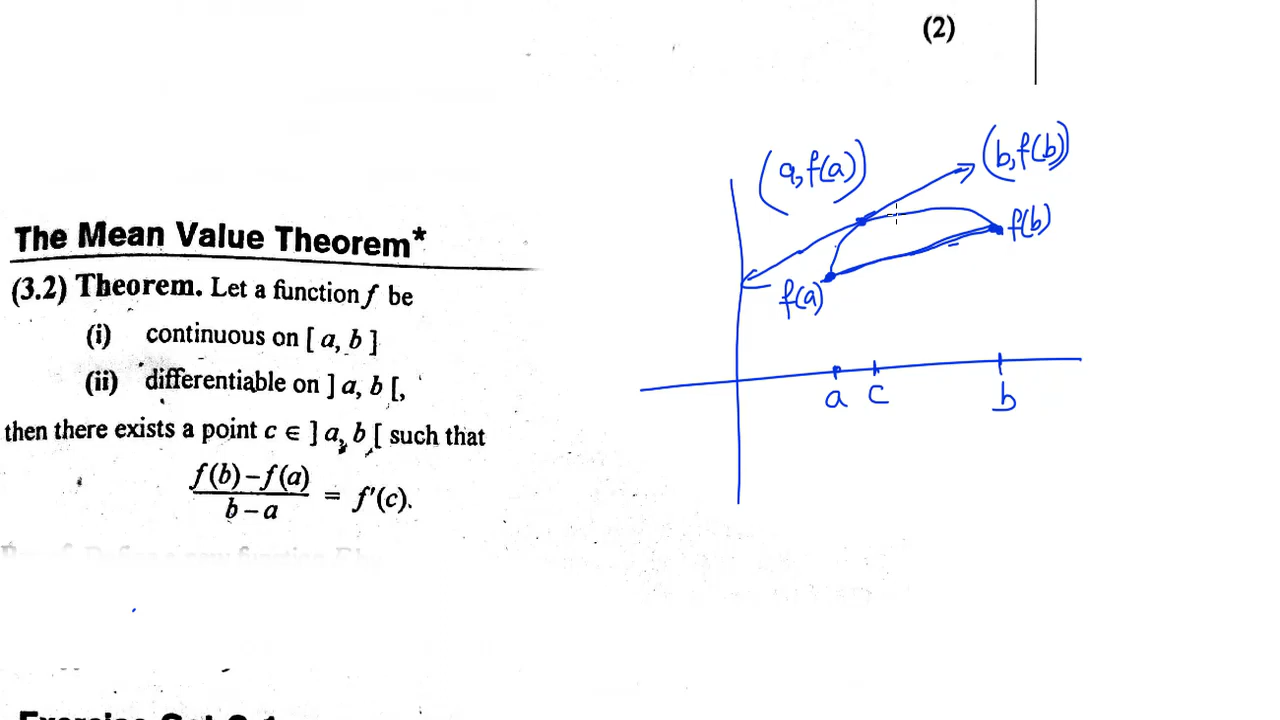 (2)
The Mean Value Theorem*
(3.2) Theorem. Let a function f be
(i) continuous on [ a, b ]
(ii) differentiable on ] a, b [,
then there exists a point c ∈ ] a, b [ such that
f(b) – f(a)
b – a
= f'(c).
(a, f(a))
(b, f(b))
f(b)
f(a)
a
c
b